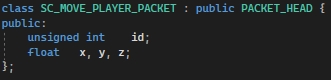 class SC_MOVE_PLAYER_PACKET : public PACKET_HEAD {
public:
    unsigned int    id;
    float   x, y, z;
};